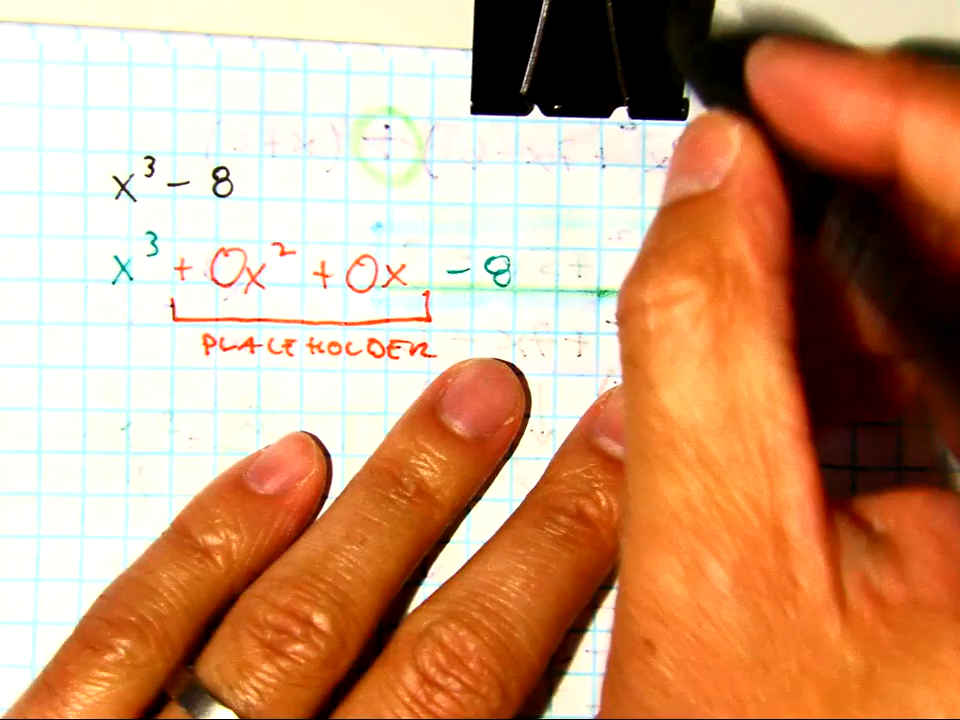 x³ - 8
x³ + 0x² + 0x - 8
PLACEHOLDER